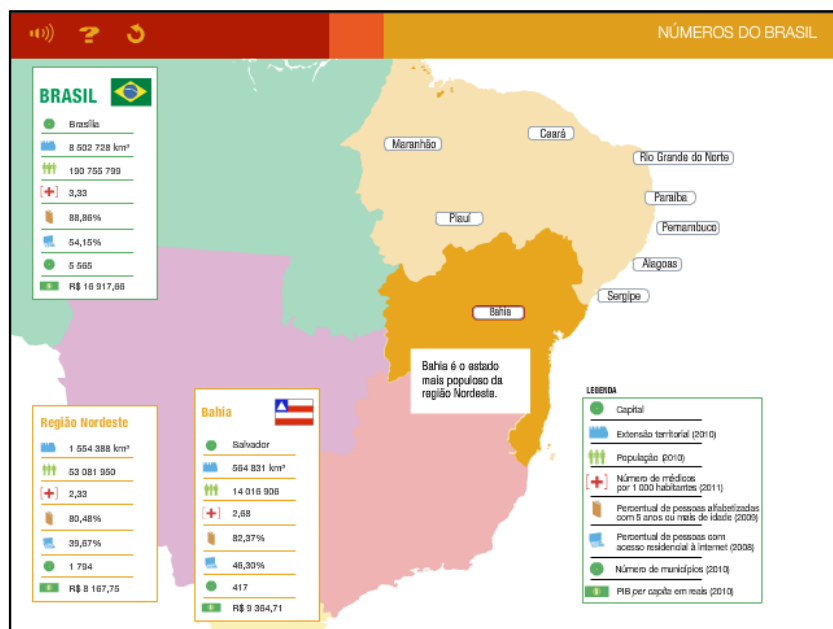 NÚMEROS DO BRASIL
BRASIL
Brasília
8 502 728 km²
190 755 799
3,33
88,86%
54,15%
5 565
R$ 16 917,66
Maranhão
Ceará
Rio Grande do Norte
Paraíba
Piauí
Pernambuco
Alagoas
Sergipe
Bahia
Bahia é o estado
mais populoso da
região Nordeste.
Região Nordeste
1 554 388 km²
53 081 950
2,33
80,48%
39,67%
1 794
R$ 8 167,75
Bahia
Salvador
564 831 km²
14 016 906
2,68
82,37%
46,30%
417
R$ 9 364,71
LEGENDA
Capital
Extensão territorial (2010)
População (2010)
Número de médicos
por 1 000 habitantes (2011)
Percentual de pessoas alfabetizadas
com 5 anos ou mais de idade (2009)
Percentual de pessoas com
acesso residencial à internet (2008)
Número de municípios (2010)
PIB per capita em reais (2010)